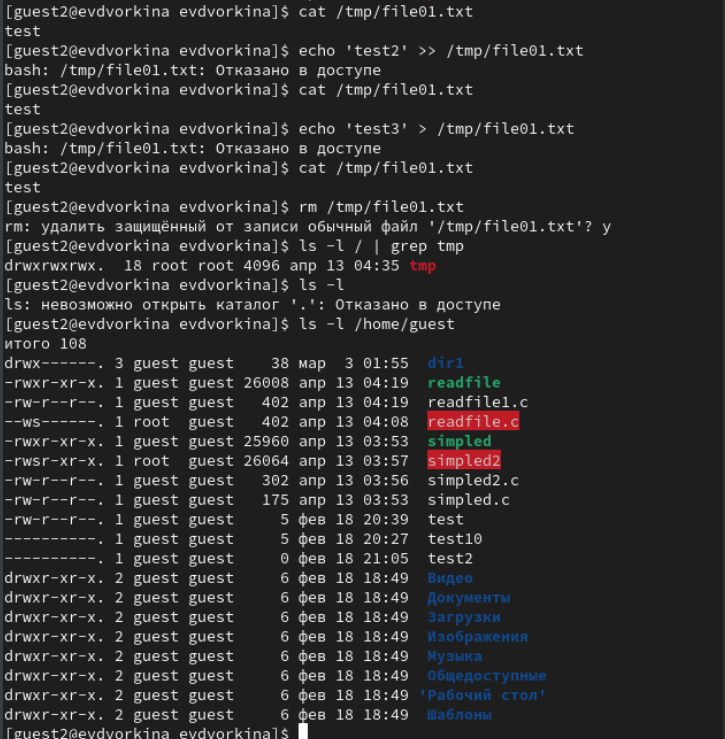 [guest2@evdvorkina evdvorkina]$ cat /tmp/file01.txt
test
[guest2@evdvorkina evdvorkina]$ echo 'test2' >> /tmp/file01.txt
bash: /tmp/file01.txt: Отказано в доступе
[guest2@evdvorkina evdvorkina]$ cat /tmp/file01.txt
test
[guest2@evdvorkina evdvorkina]$ echo 'test3' > /tmp/file01.txt
bash: /tmp/file01.txt: Отказано в доступе
[guest2@evdvorkina evdvorkina]$ cat /tmp/file01.txt
test
[guest2@evdvorkina evdvorkina]$ rm /tmp/file01.txt
rm: удалить защищённый от записи обычный файл '/tmp/file01.txt'? y
[guest2@evdvorkina evdvorkina]$ ls -l / | grep tmp
drwxrwxrwx.  18 root root 4096 апр 13 04:35 tmp
[guest2@evdvorkina evdvorkina]$ ls -l
ls: невозможно открыть каталог '.': Отказано в доступе
[guest2@evdvorkina evdvorkina]$ ls -l /home/guest
итого 108
drwx------. 3 guest guest    38 мар  3 01:55  dir1
-rwxr-xr-x. 1 guest guest 26008 апр 13 04:19  readfile
-rw-r--r--. 1 guest guest   402 апр 13 04:19  readfile1.c
--ws------. 1 root  guest   402 апр 13 04:08  readfile.c
-rwxr-xr-x. 1 guest guest 25960 апр 13 03:53  simpled
-rwsr-xr-x. 1 root  guest 26064 апр 13 03:57  simpled2
-rw-r--r--. 1 guest guest   302 апр 13 03:56  simpled2.c
-rw-r--r--. 1 guest guest   175 апр 13 03:53  simpled.c
-rw-r--r--. 1 guest guest     5 фев 18 20:39  test
----------. 1 guest guest     5 фев 18 20:27  test10
----------. 1 guest guest     0 фев 18 21:05  test2
drwxr-xr-x. 2 guest guest     6 фев 18 18:49  Видео
drwxr-xr-x. 2 guest guest     6 фев 18 18:49  Документы
drwxr-xr-x. 2 guest guest     6 фев 18 18:49  Загрузки
drwxr-xr-x. 2 guest guest     6 фев 18 18:49  Изображения
drwxr-xr-x. 2 guest guest     6 фев 18 18:49  Музыка
drwxr-xr-x. 2 guest guest     6 фев 18 18:49  Общедоступные
drwxr-xr-x. 2 guest guest     6 фев 18 18:49 'Рабочий стол'
drwxr-xr-x. 2 guest guest     6 фев 18 18:49  Шаблоны
[guest2@evdvorkina evdvorkina]$